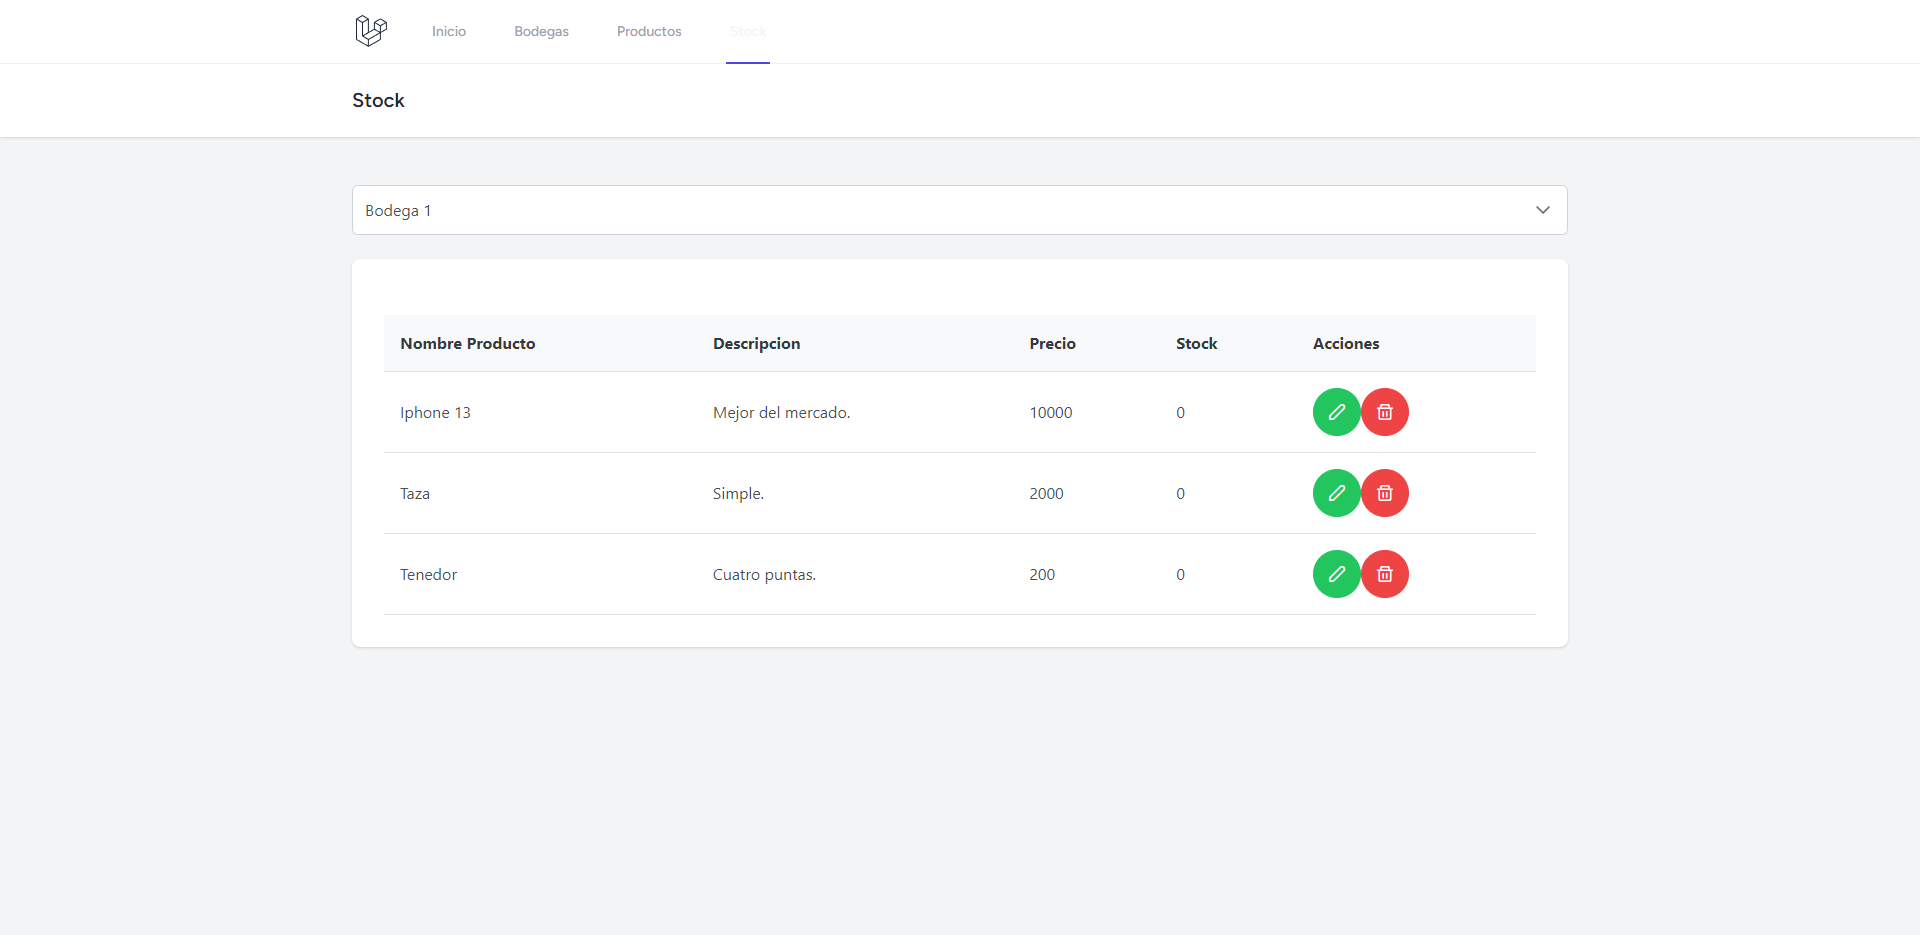 Inicio Bodegas Productos Stock
Stock
Bodega 1
Nombre Producto Descripcion Precio Stock Acciones
Iphone 13 Mejor del mercado. 10000 0
Taza Simple. 2000 0
Tenedor Cuatro puntas. 200 0